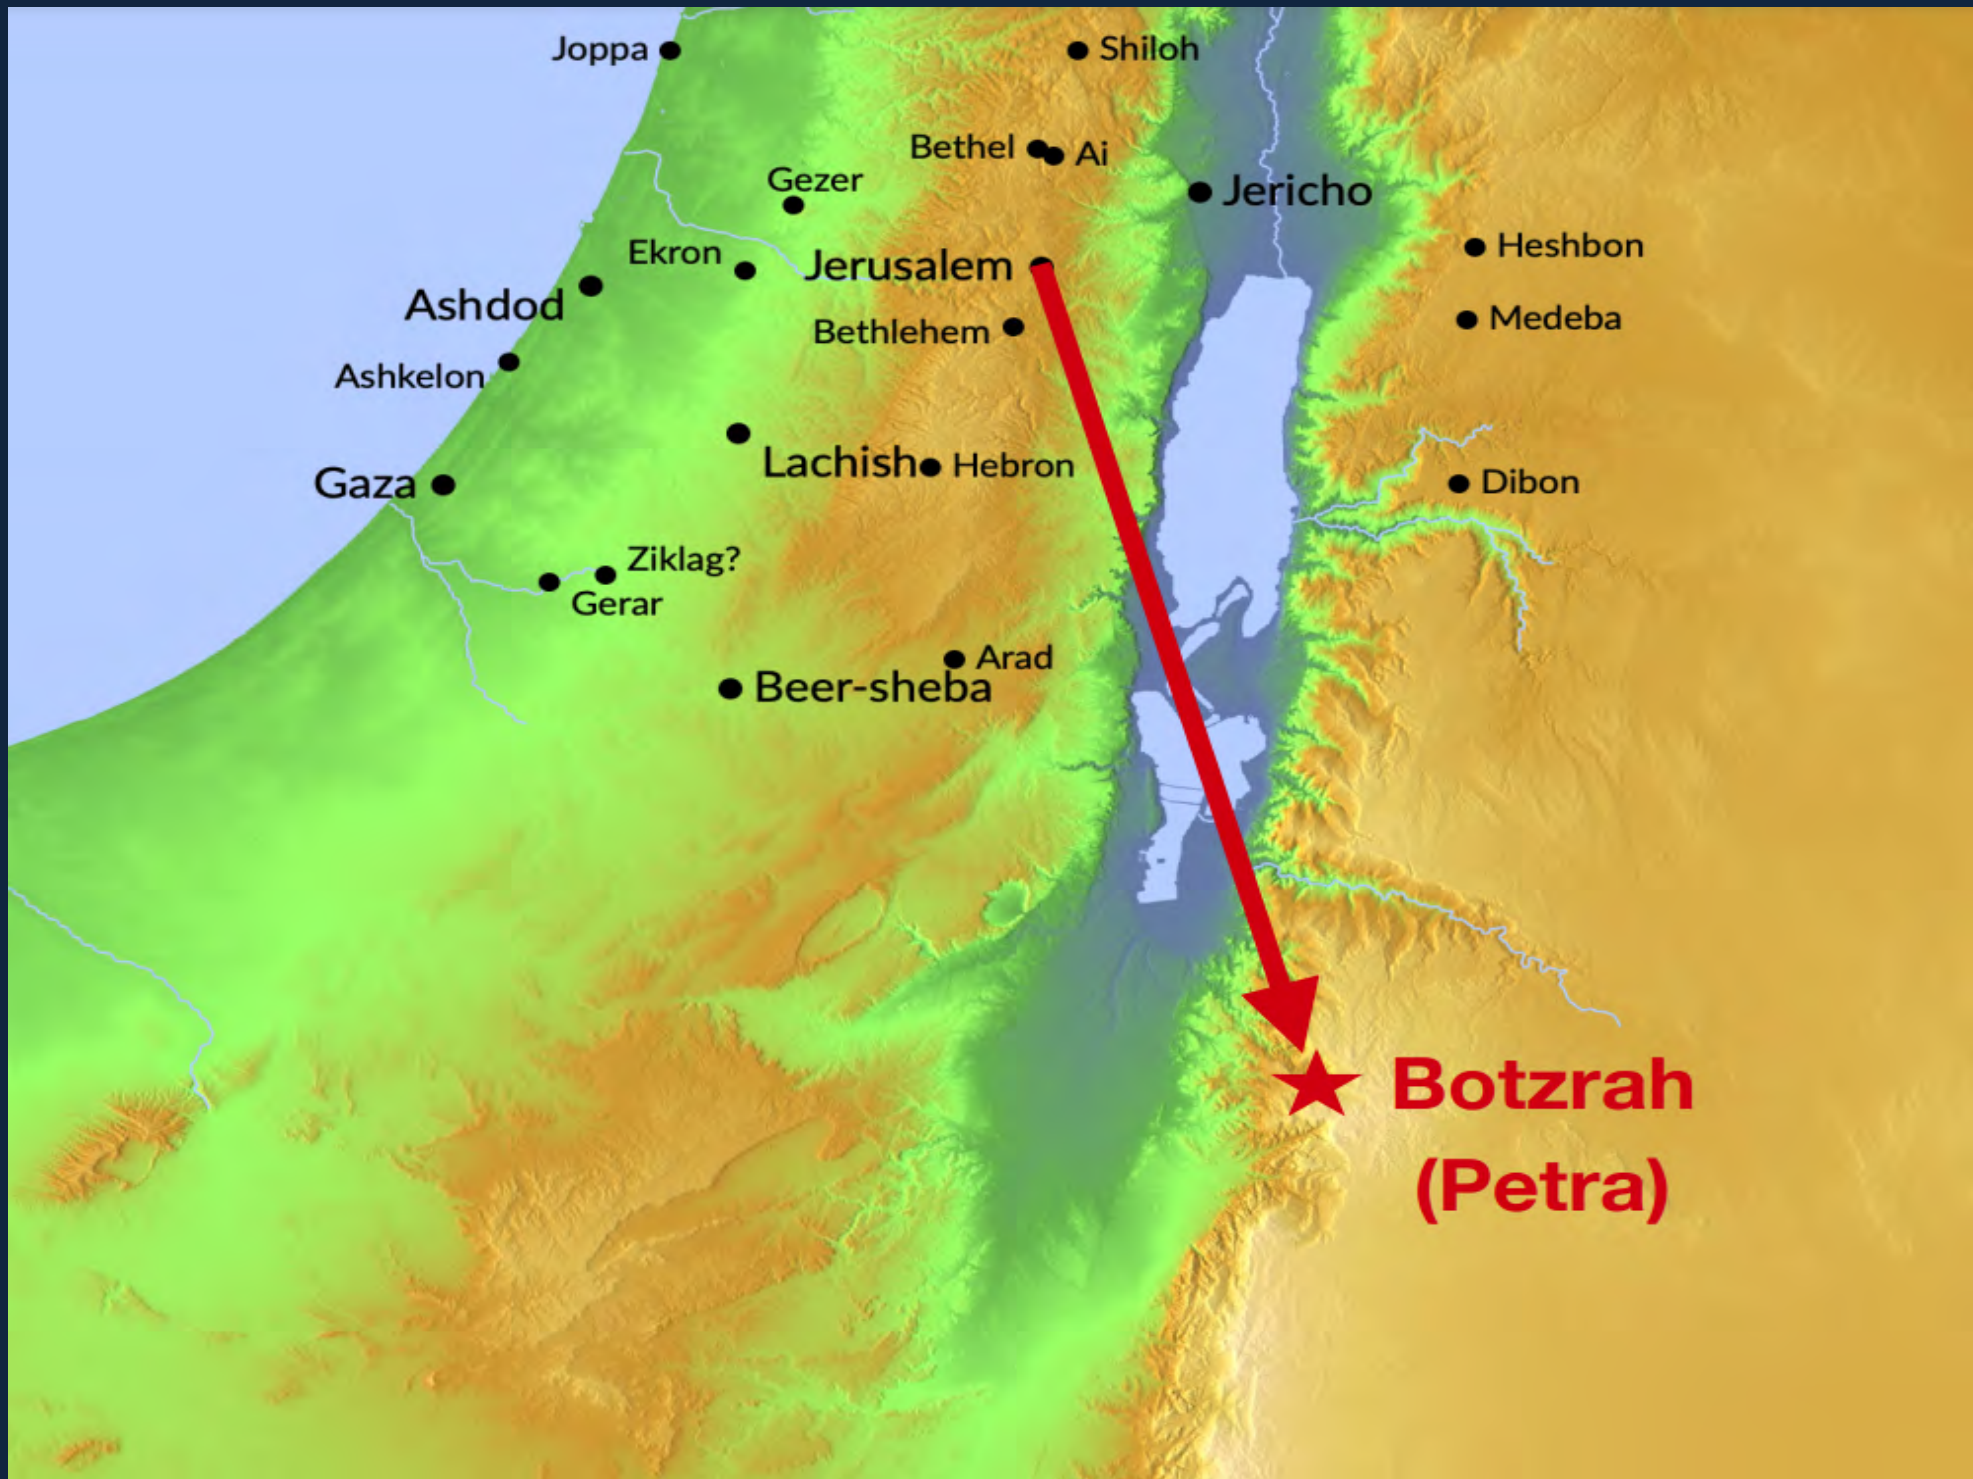 Joppa
Shiloh
Bethel
Ai
Gezer
Jericho
Ekron
Jerusalem
Heshbon
Ashdod
Bethlehem
Medeba
Ashkelon
Lachish
Hebron
Gaza
Dibon
Ziklag?
Gerar
Arad
Beer-sheba
Botzrah
(Petra)